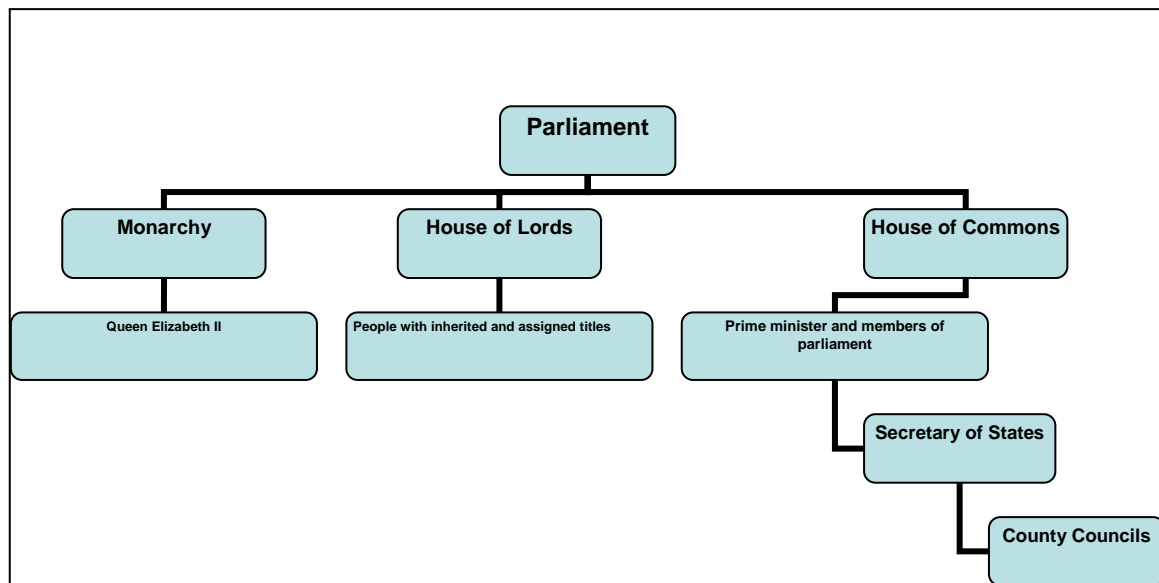 Parliament
Monarchy
House of Lords
House of Commons
Queen Elizabeth II
People with inherited and assigned titles
Prime minister and members of
parliament
Secretary of States
County Councils